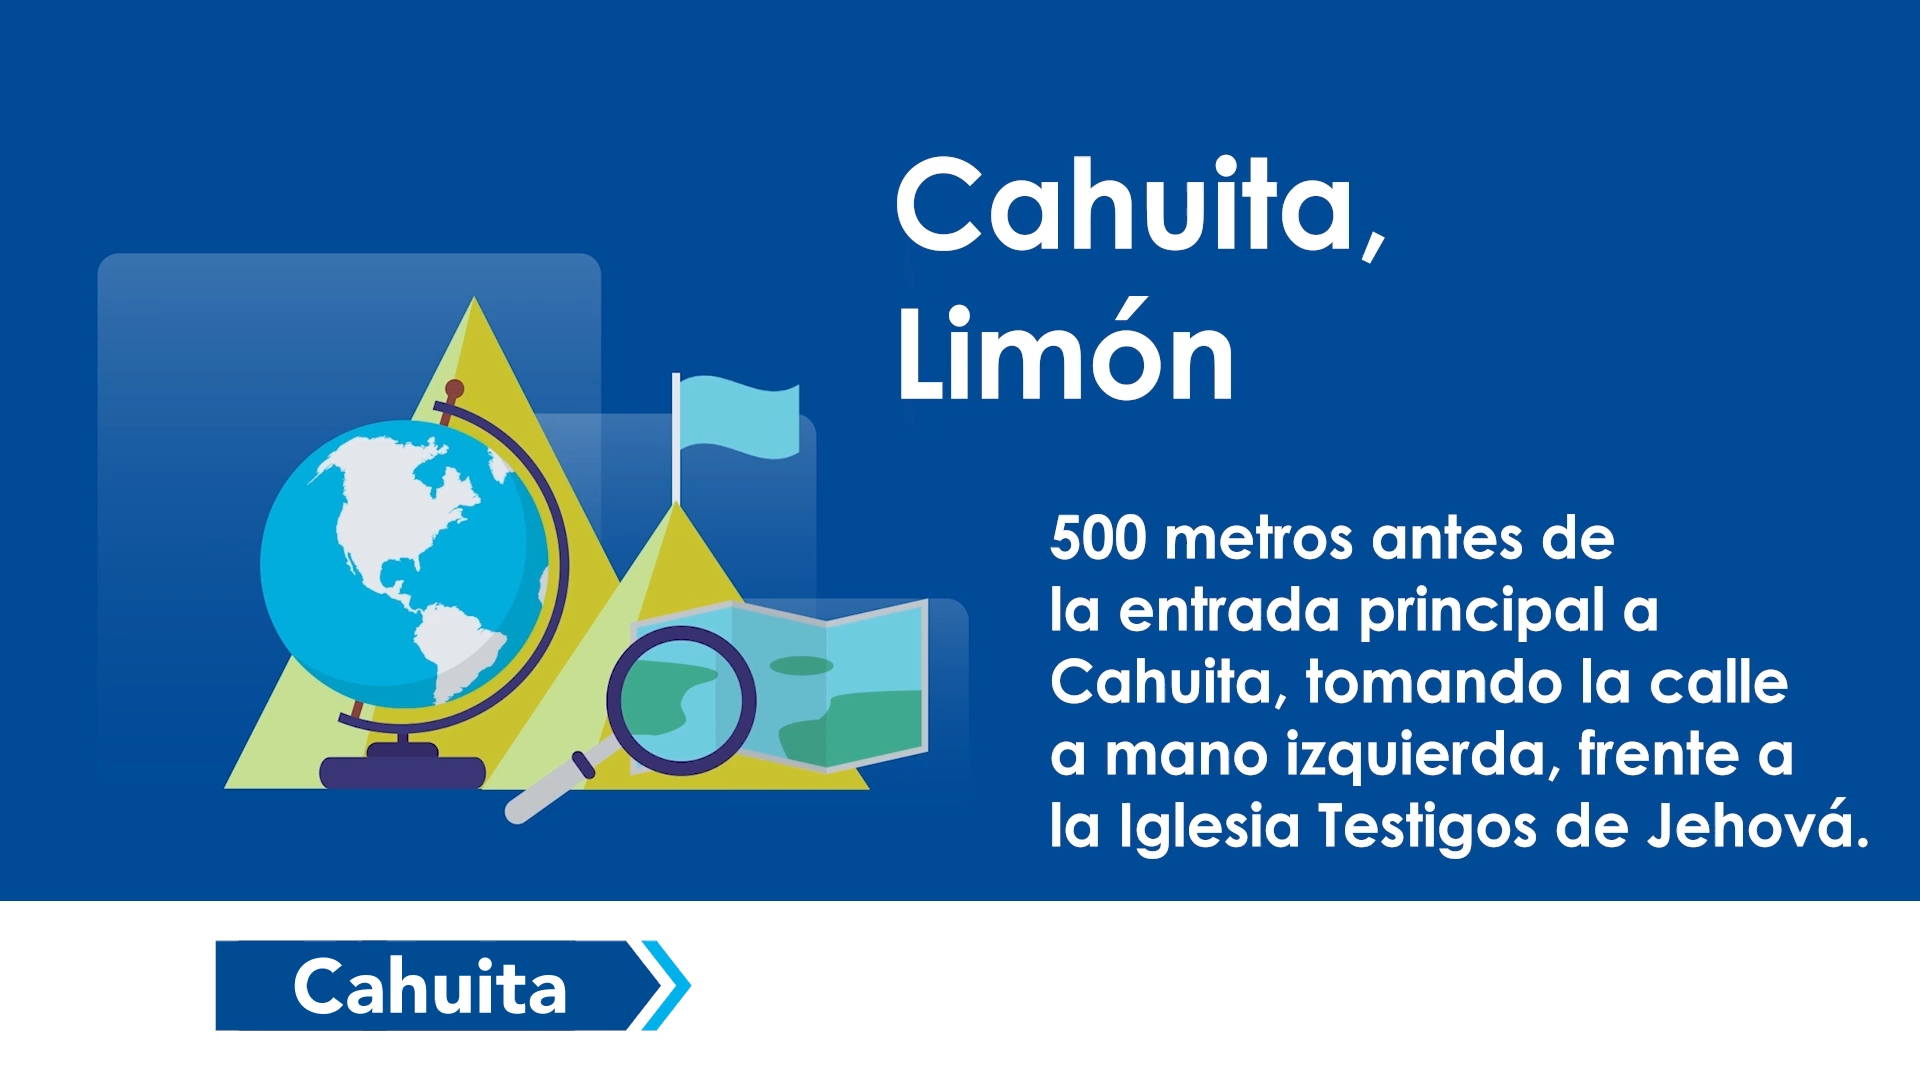 Cahuita,
Limón
500 metros antes de
la entrada principal a
Cahuita, tomando la calle
a mano izquierda, frente a
la Iglesia Testigos de Jehová.
Cahuita